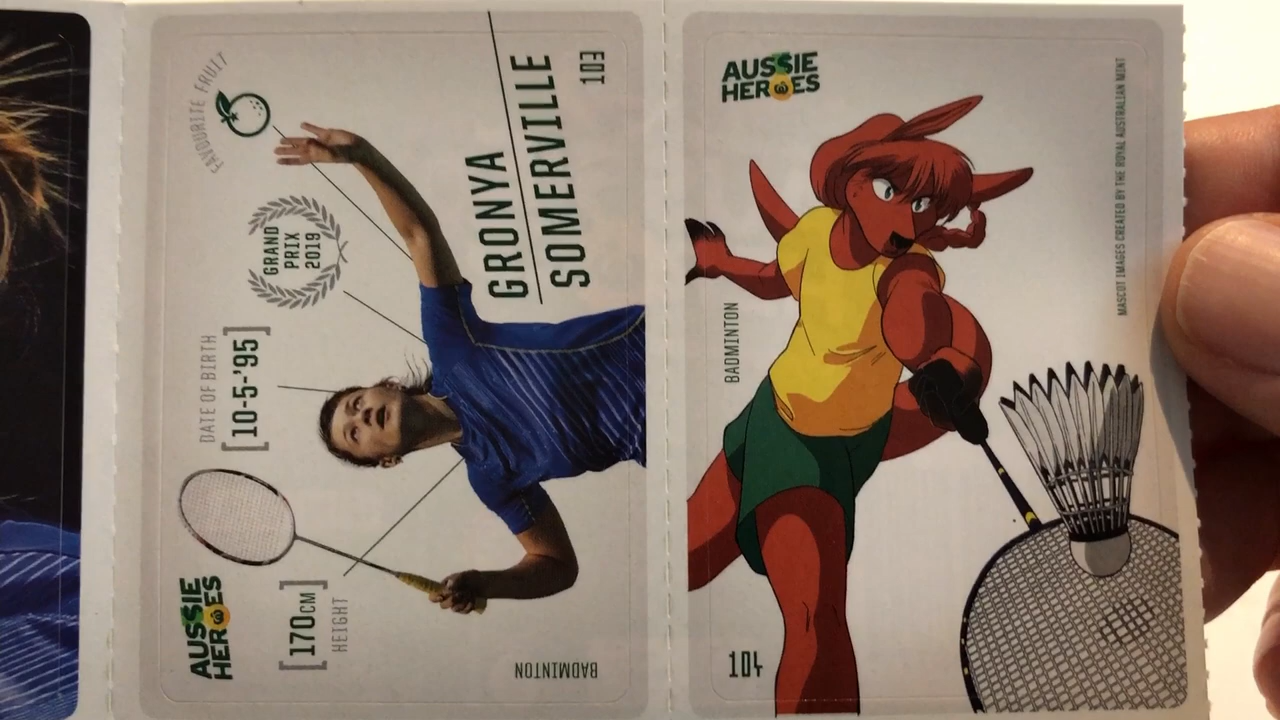 FAVOURITE FRUIT
GRAND
PRIX
2019
DATE OF BIRTH
[10-5-'95]
AUSSIE
HEROES
[170CM]
HEIGHT
GRONYA
SOMERVILLE
103
BADMINTON
AUSSIE
HEROES
BADMINTON
104
MASCOT IMAGES CREATED BY THE ROYAL AUSTRALIAN MINT